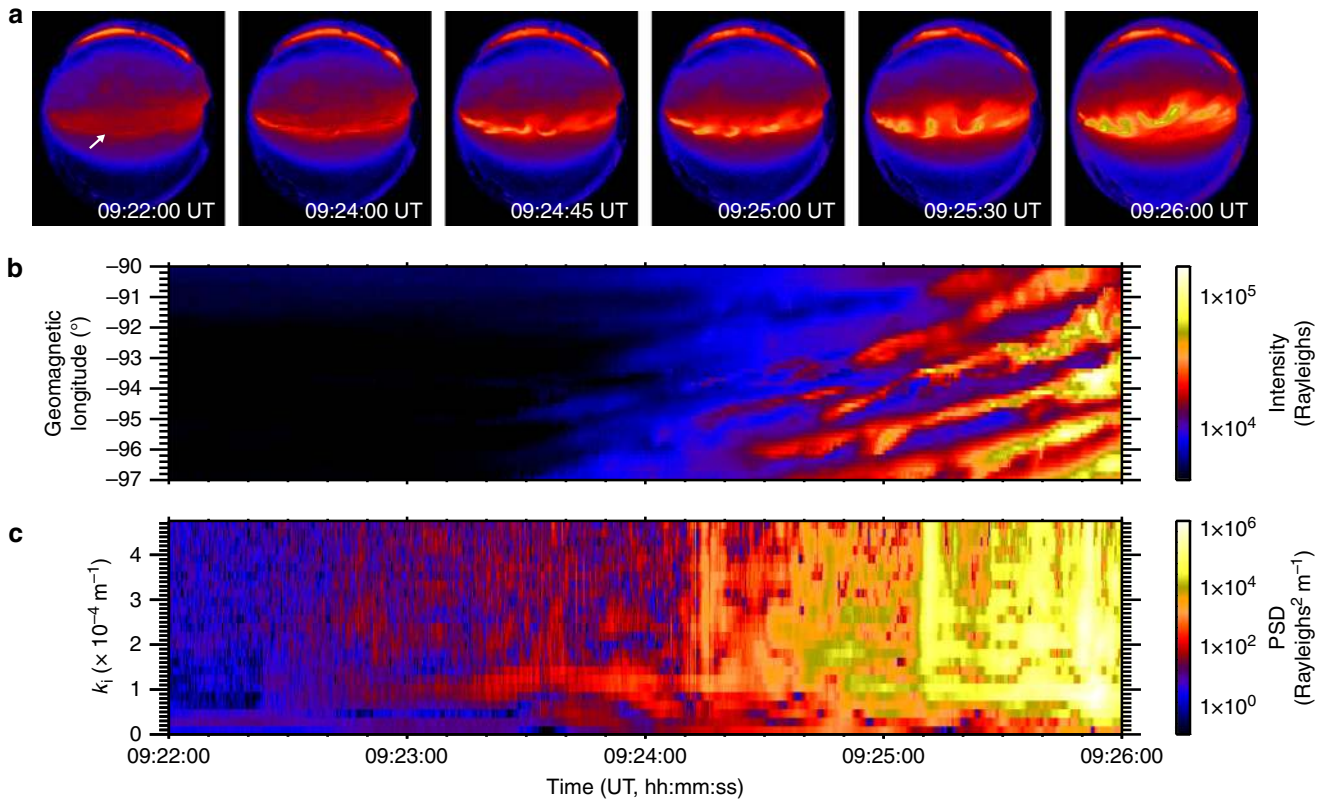 a
09:22:00 UT
09:24:00 UT
09:24:45 UT
09:25:00 UT
09:25:30 UT
09:26:00 UT
b
–90
–91
–92
–93
–94
–95
–96
–97
Geomagnetic
longitude (°)
1×10⁵
1×10⁴
Intensity
(Rayleighs)
c
4
3
2
1
0
kᵢ (× 10⁻⁴ m⁻¹)
1×10⁶
1×10⁴
1×10²
1×10⁰
PSD
(Rayleighs² m⁻¹)
09:22:00
09:23:00
09:24:00
09:25:00
09:26:00
Time (UT, hh:mm:ss)